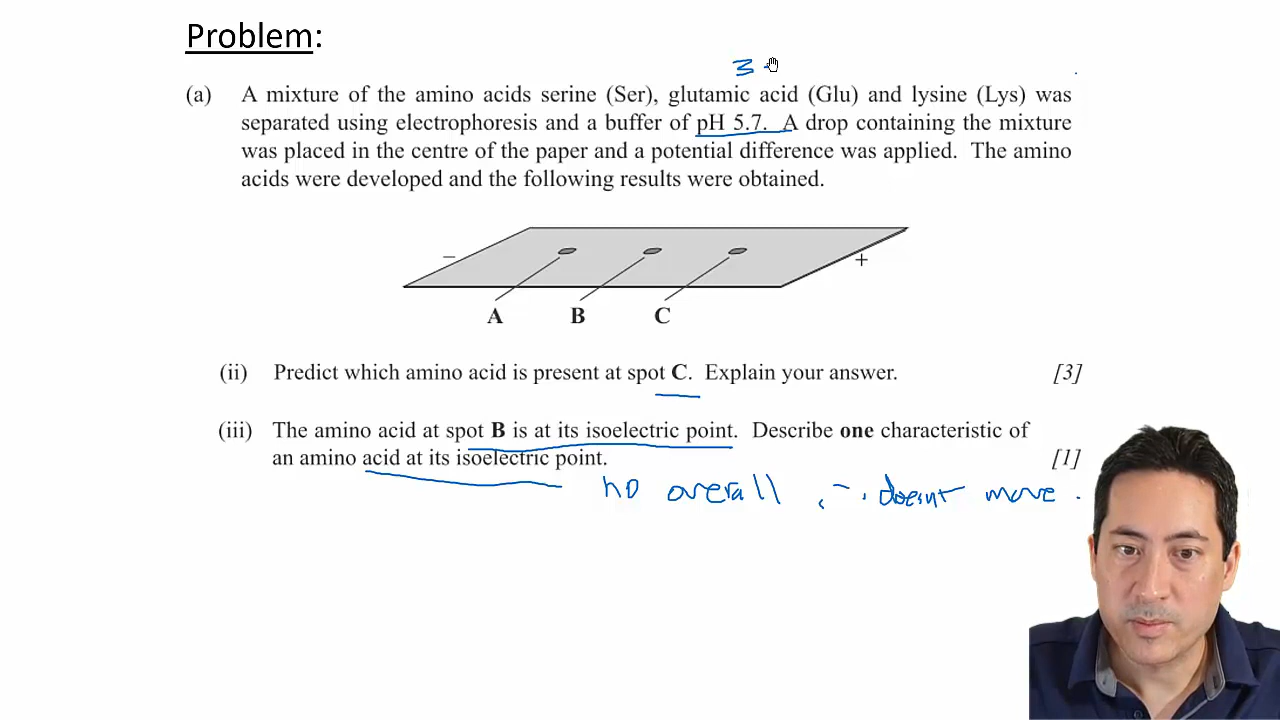 Problem:
3 -
(a) A mixture of the amino acids serine (Ser), glutamic acid (Glu) and lysine (Lys) was
separated using electrophoresis and a buffer of pH 5.7. A drop containing the mixture
was placed in the centre of the paper and a potential difference was applied. The amino
acids were developed and the following results were obtained.
– +
A B C
(ii) Predict which amino acid is present at spot C. Explain your answer. [3]
(iii) The amino acid at spot B is at its isoelectric point. Describe one characteristic of
an amino acid at its isoelectric point. [1]
no overall ∴ doesnt move.